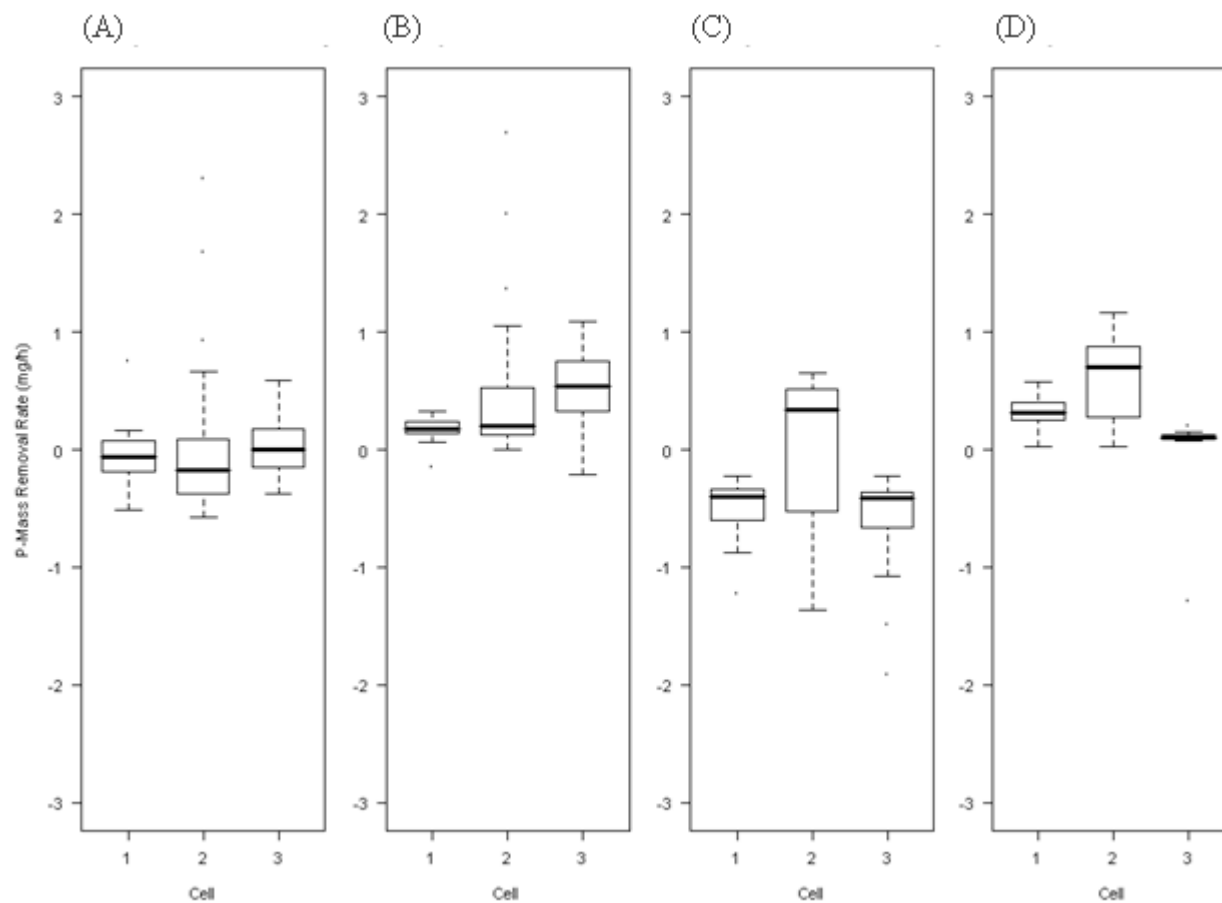 (A) (B) (C) (D)
P-Mass Removal Rate (mg/h)
3 3 3 3
2 2 2 2
1 1 1 1
0 0 0 0
-1 -1 -1 -1
-2 -2 -2 -2
-3 -3 -3 -3
1 2 3 1 2 3 1 2 3 1 2 3
Cell Cell Cell Cell